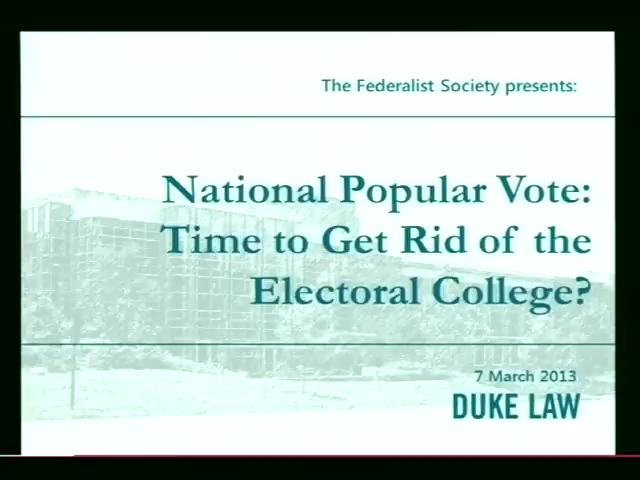 The Federalist Society presents:
National Popular Vote:
Time to Get Rid of the
Electoral College?
7 March 2013
DUKE LAW